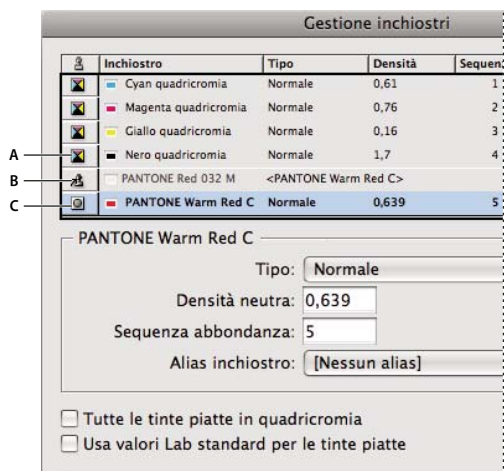 Gestione inchiostri
Inchiostro Tipo Densità Sequen
Cyan quadricromia Normale 0,61 1
Magenta quadricromia Normale 0,76 2
Giallo quadricromia Normale 0,16 3
A Nero quadricromia Normale 1,7 4
B PANTONE Red 032 M <PANTONE Warm Red C>
C PANTONE Warm Red C Normale 0,639 5
PANTONE Warm Red C
Tipo: Normale
Densità neutra: 0,639
Sequenza abbondanza: 5
Alias inchiostro: [Nessun alias]
Tutte le tinte piatte in quadricromia
Usa valori Lab standard per le tinte piatte